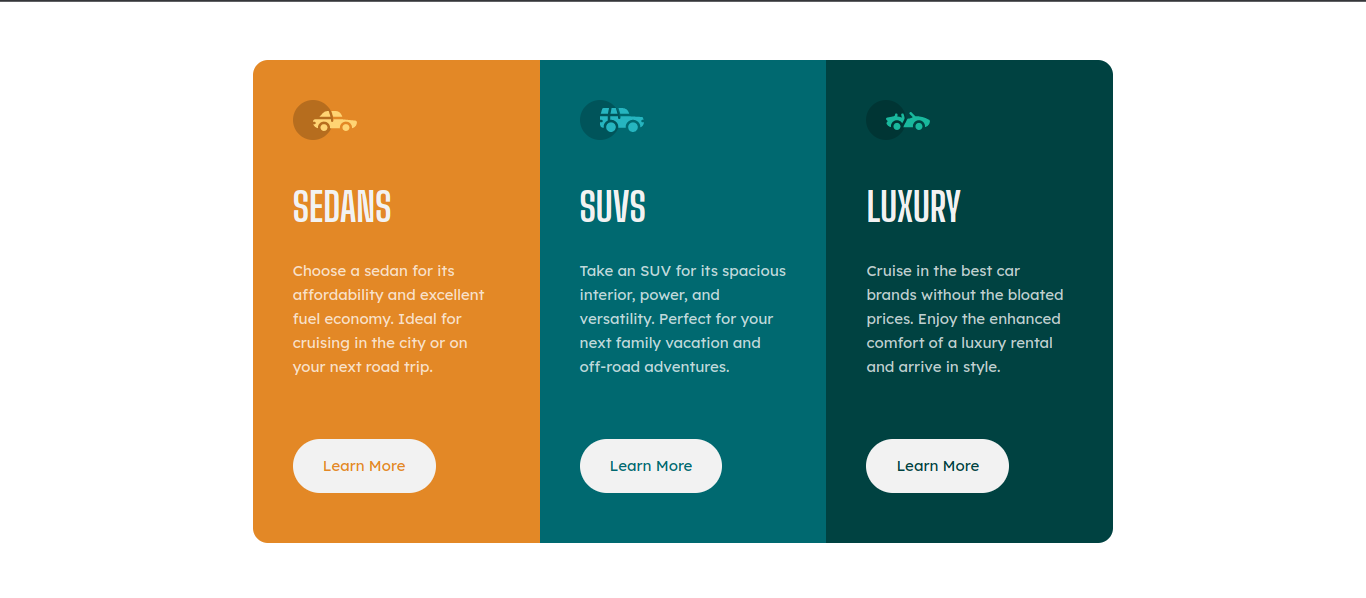 SEDANS
Choose a sedan for its
affordability and excellent
fuel economy. Ideal for
cruising in the city or on
your next road trip.
Learn More
SUVS
Take an SUV for its spacious
interior, power, and
versatility. Perfect for your
next family vacation and
off-road adventures.
Learn More
LUXURY
Cruise in the best car
brands without the bloated
prices. Enjoy the enhanced
comfort of a luxury rental
and arrive in style.
Learn More